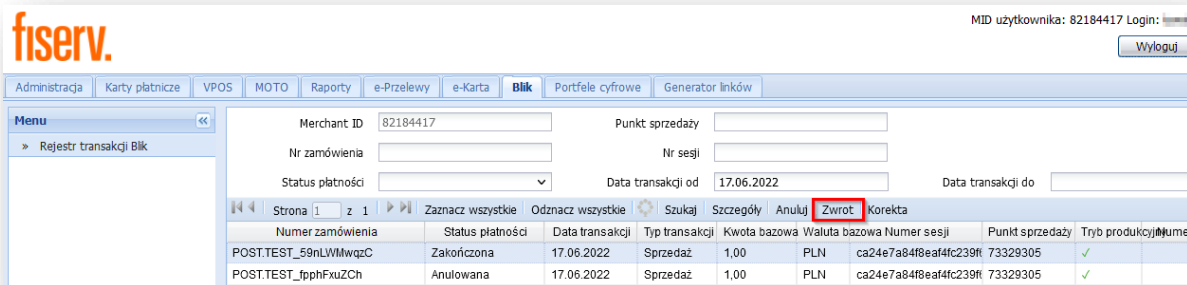 fiserv.
MID użytkownika: 82184417 Login:
Wyloguj
Administracja Karty płatnicze VPOS MOTO Raporty e-Przelewy e-Karta Blik Portfele cyfrowe Generator linków
Menu
» Rejestr transakcji Blik
Merchant ID 82184417 Punkt sprzedaży
Nr zamówienia Nr sesji
Status płatności Data transakcji od 17.06.2022 Data transakcji do
Strona 1 z 1 Zaznacz wszystkie Odznacz wszystkie Szukaj Szczegóły Anuluj Zwrot Korekta
Numer zamówienia Status płatności Data transakcji Typ transakcji Kwota bazowa Waluta bazowa Numer sesji Punkt sprzedaży Tryb produkcyjny
POST.TEST_59nLWMwqzC Zakończona 17.06.2022 Sprzedaż 1,00 PLN ca24e7a84f8eaf4fc239f 73329305 ✓
POST.TEST_fpphFxuZCh Anulowana 17.06.2022 Sprzedaż 1,00 PLN ca24e7a84f8eaf4fc239f 73329305 ✓